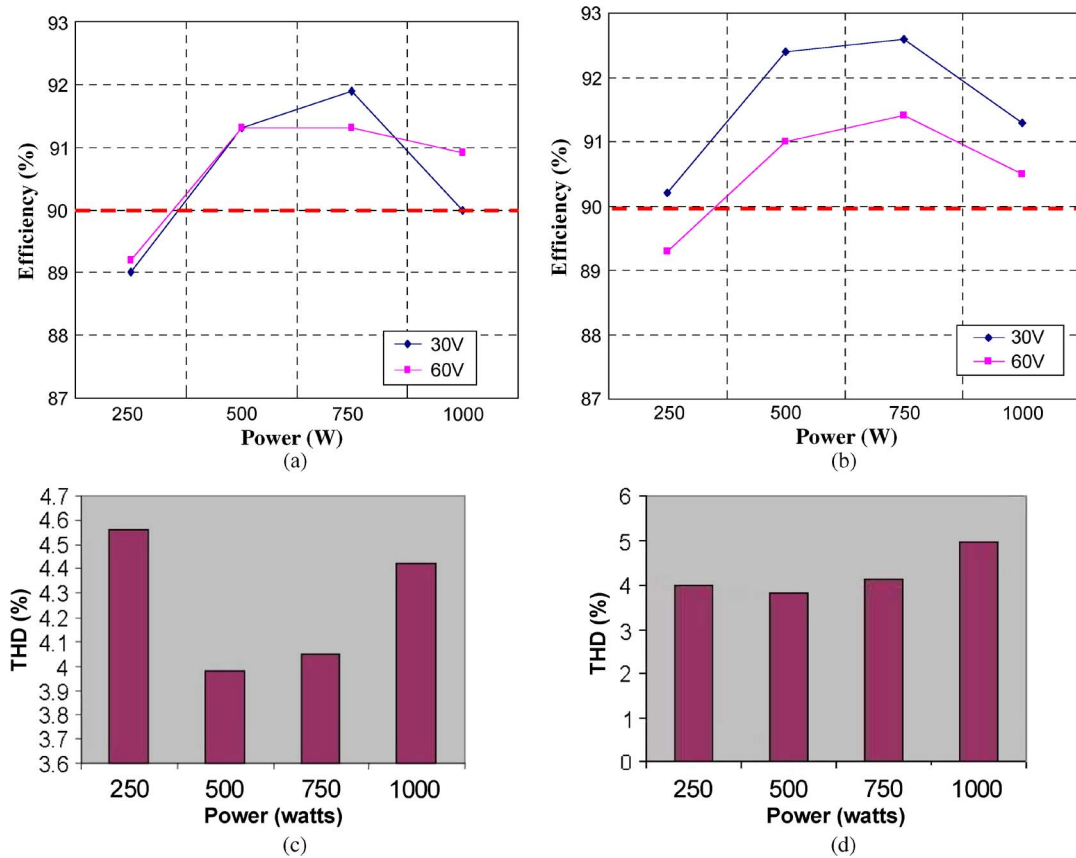 93
92
91
90
89
88
87
Efficiency (%)
30V
60V
250 500 750 1000
Power (W)
(a)
93
92
91
90
89
88
87
Efficiency (%)
30V
60V
250 500 750 1000
Power (W)
(b)
4.7
4.6
4.5
4.4
4.3
4.2
4.1
4
3.9
3.8
3.7
3.6
THD (%)
250 500 750 1000
Power (watts)
(c)
6
5
4
3
2
1
0
THD (%)
250 500 750 1000
Power (watts)
(d)